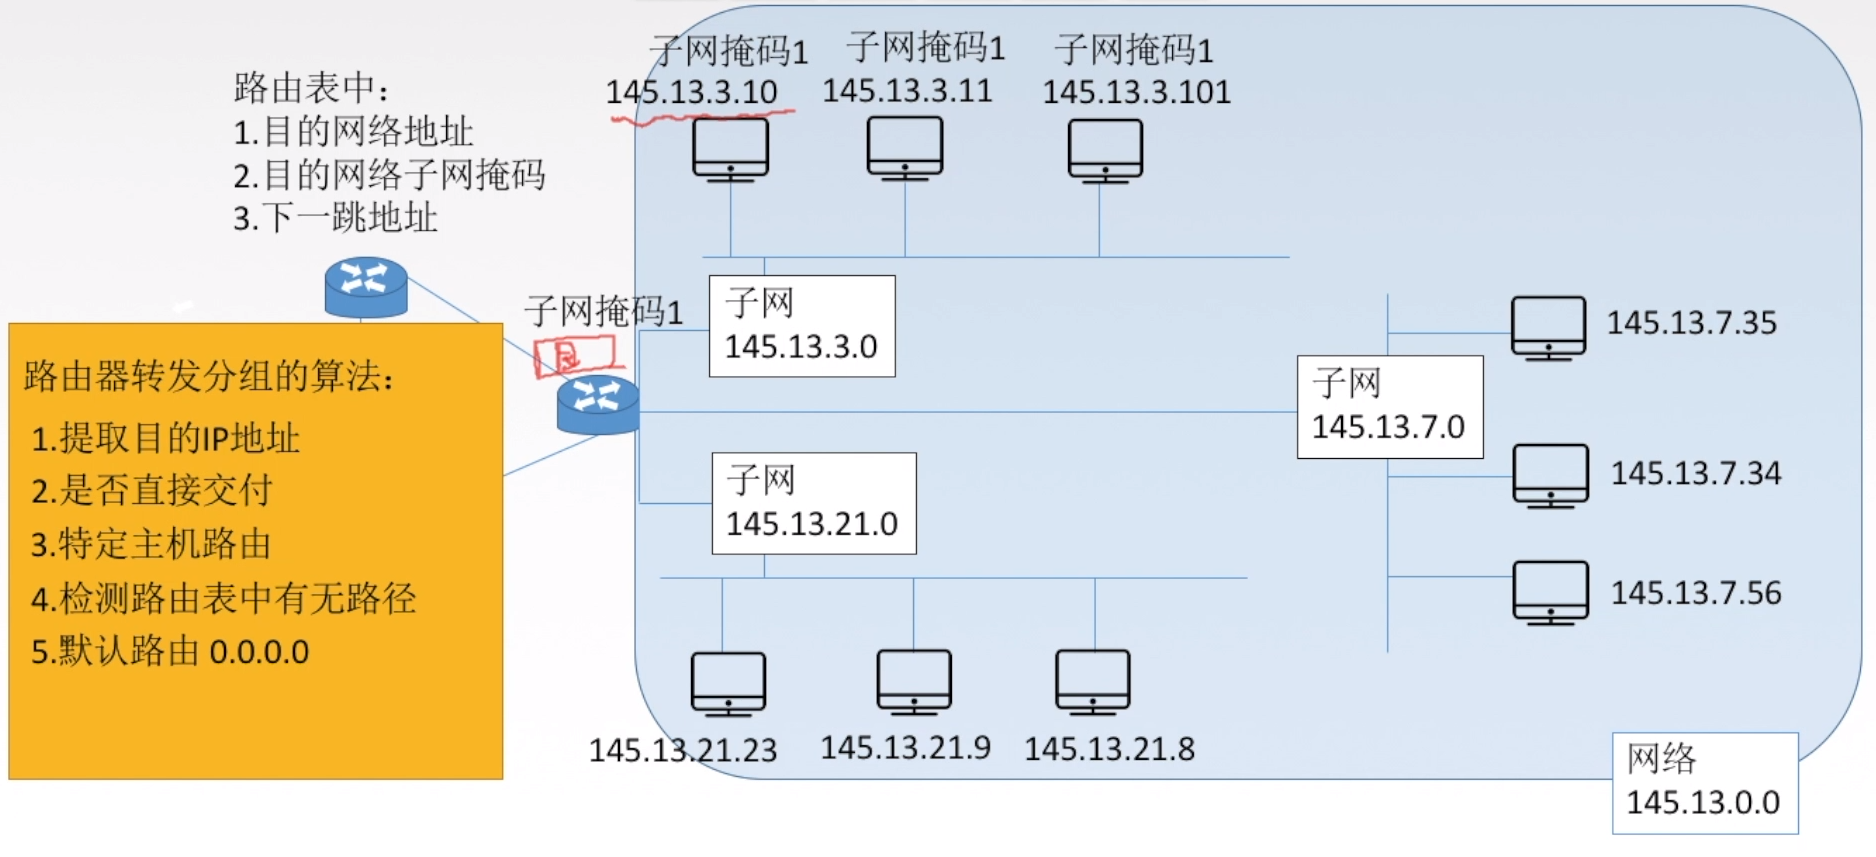 路由表中：
1.目的网络地址
2.目的网络子网掩码
3.下一跳地址
子网掩码1
145.13.3.10
子网掩码1
145.13.3.11
子网掩码1
145.13.3.101
子网掩码1
子网
145.13.3.0
子网
145.13.7.0
145.13.7.35
145.13.7.34
145.13.7.56
子网
145.13.21.0
145.13.21.23
145.13.21.9
145.13.21.8
网络
145.13.0.0
路由器转发分组的算法：
1.提取目的IP地址
2.是否直接交付
3.特定主机路由
4.检测路由表中有无路径
5.默认路由 0.0.0.0